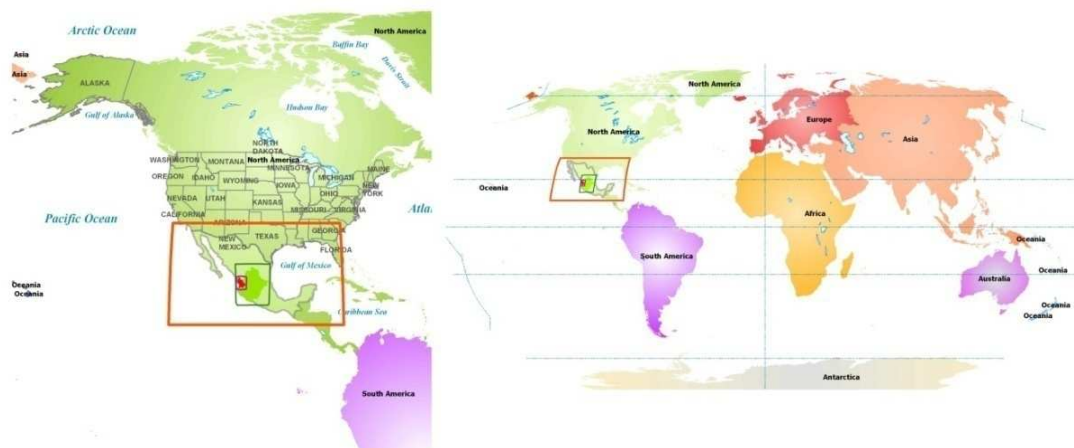 Arctic Ocean
North America
Baffin Bay
Davis Strait
Asia
Asia
ALASKA
Hudson Bay
Gulf of Alaska
NORTH
DAKOTA
WASHINGTON
MONTANA
North America
MINNESOTA
MAINE
OREGON
IDAHO
WYOMING
IOWA
MICHIGAN
NEW
YORK
NEVADA
UTAH
KANSAS
OHIO
CALIFORNIA
MISSOURI
VIRGINIA
Pacific Ocean
Atla
ARIZONA
NEW
MEXICO
TEXAS
GEORGIA
FLORIDA
Gulf of Mexico
Oceania
Oceania
Caribbean Sea
South America
North America
North America
Europe
Asia
Oceania
Africa
South America
Oceania
Australia
Oceania
Oceania
Oceania
Antarctica